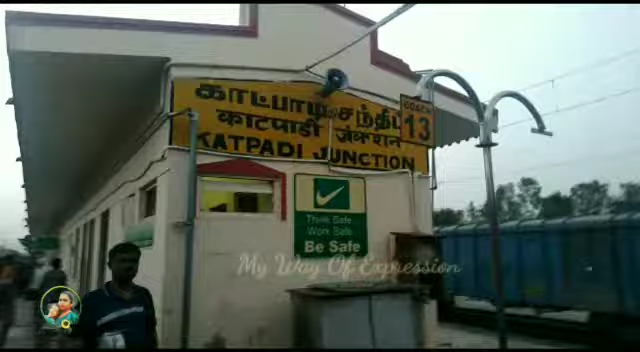 காட்பாடி சந்திப்
काटपाडी जंक्शन
KATPADI JUNCTION
COACH
13
Think Safe
Work Safe
Be Safe
My Way Of Expression